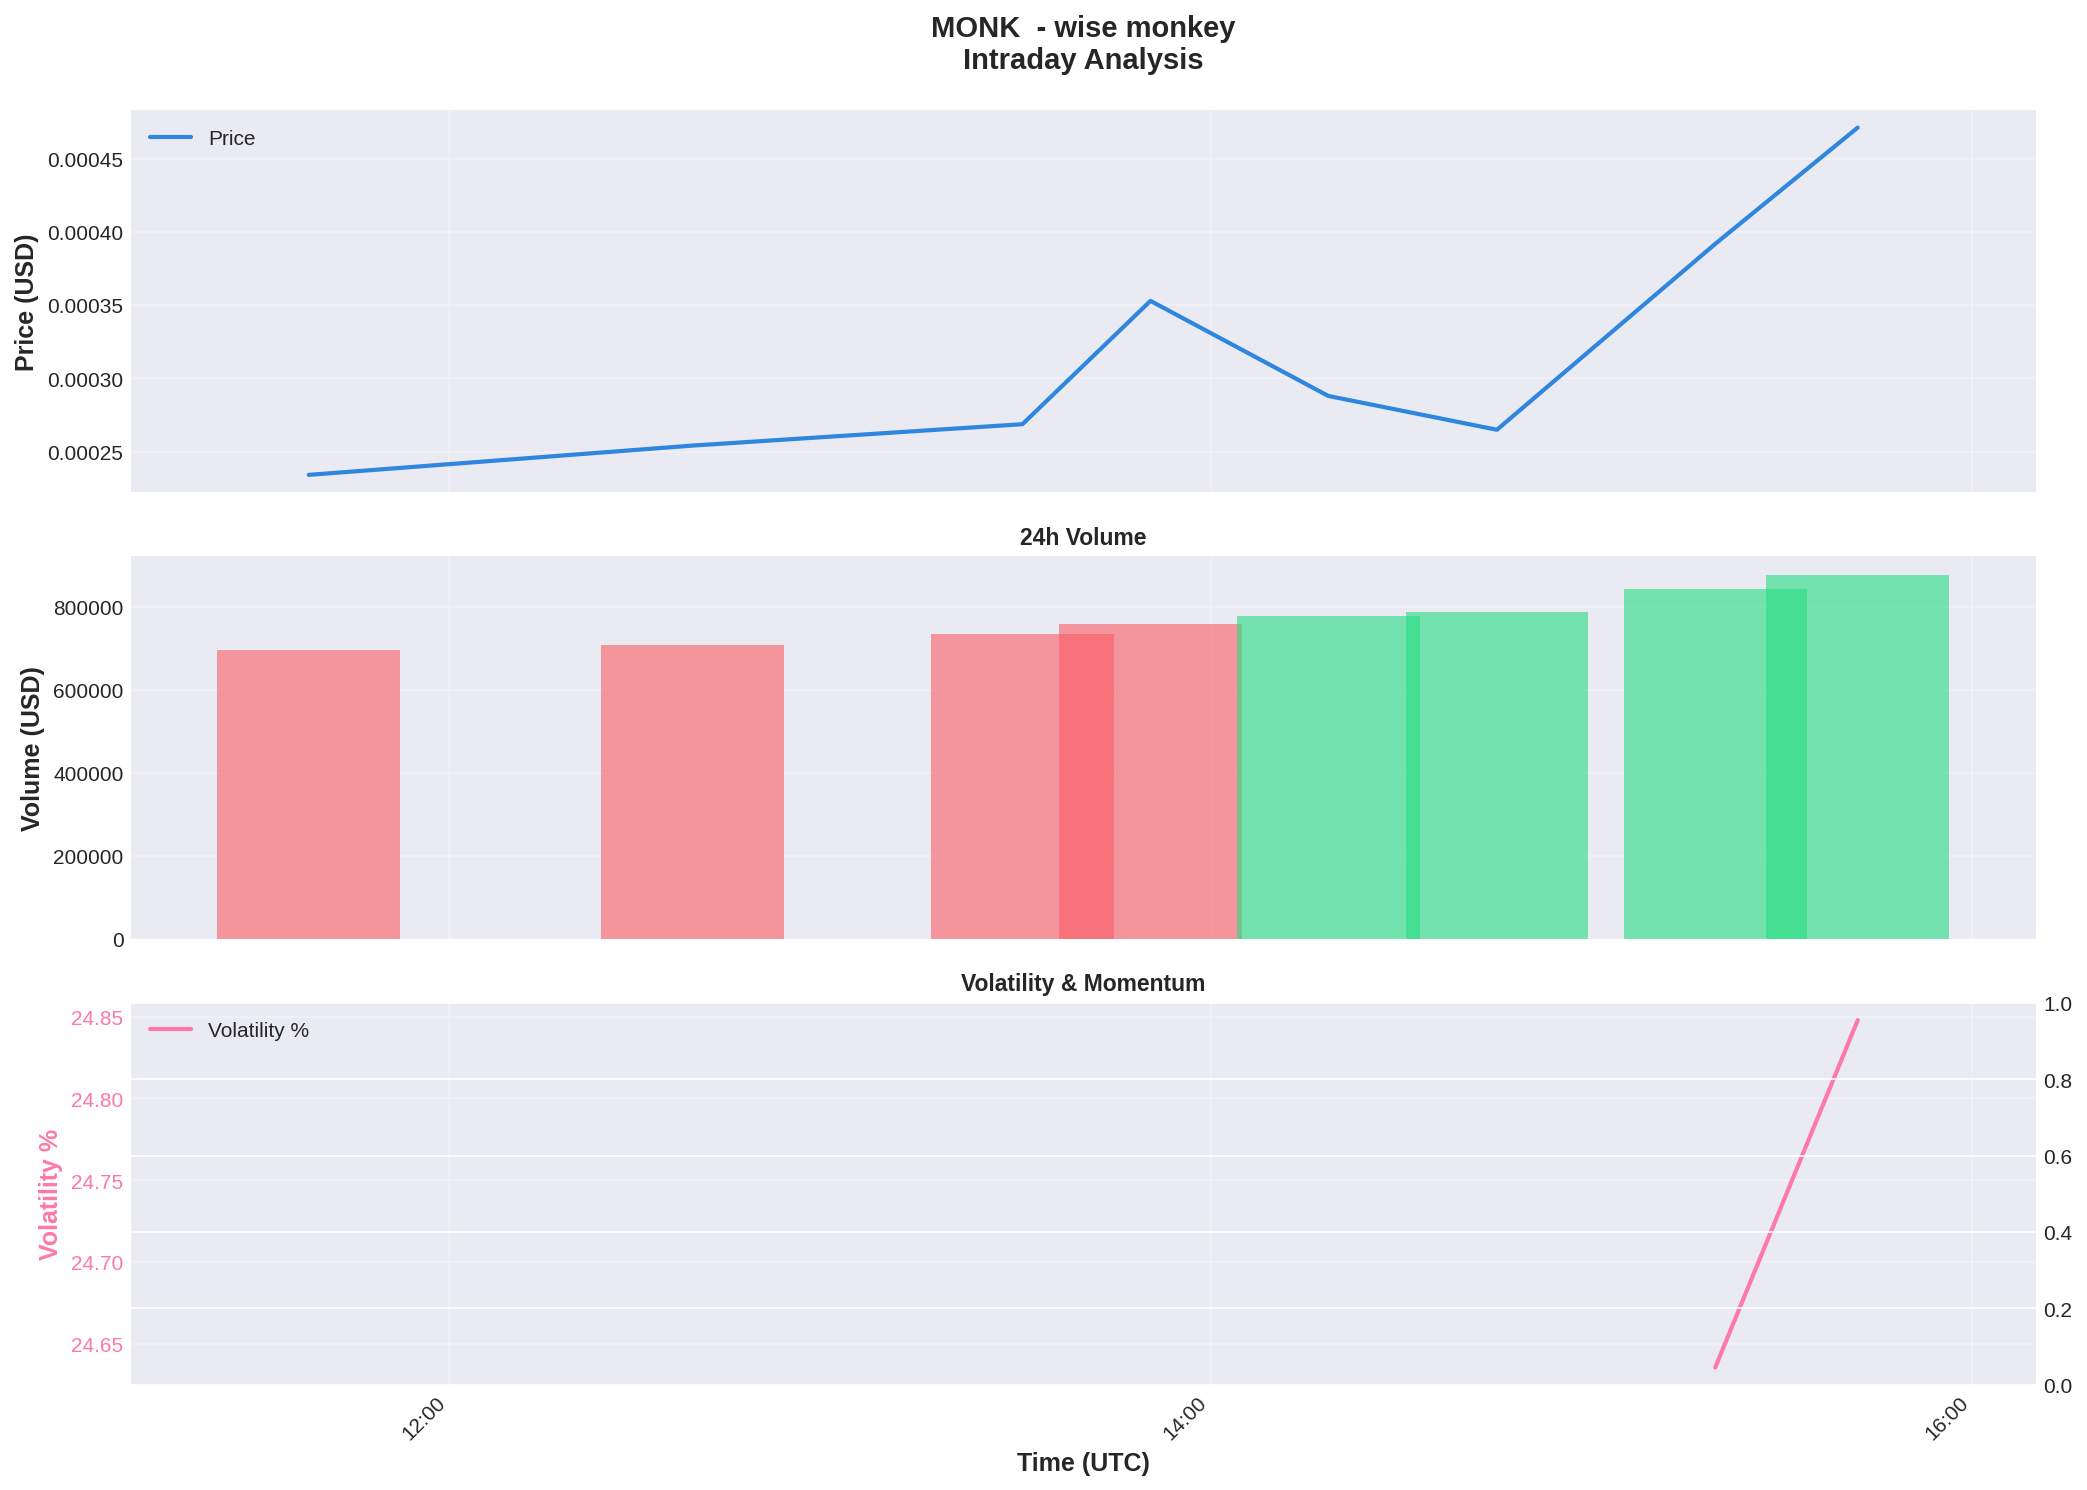 MONK  - wise monkey
Intraday Analysis
Price
0.00045
0.00040
0.00035
0.00030
0.00025
Price (USD)
24h Volume
800000
600000
400000
200000
0
Volume (USD)
Volatility & Momentum
Volatility %
24.85
24.80
24.75
24.70
24.65
Volatility %
1.0
0.8
0.6
0.4
0.2
0.0
12:00
14:00
16:00
Time (UTC)